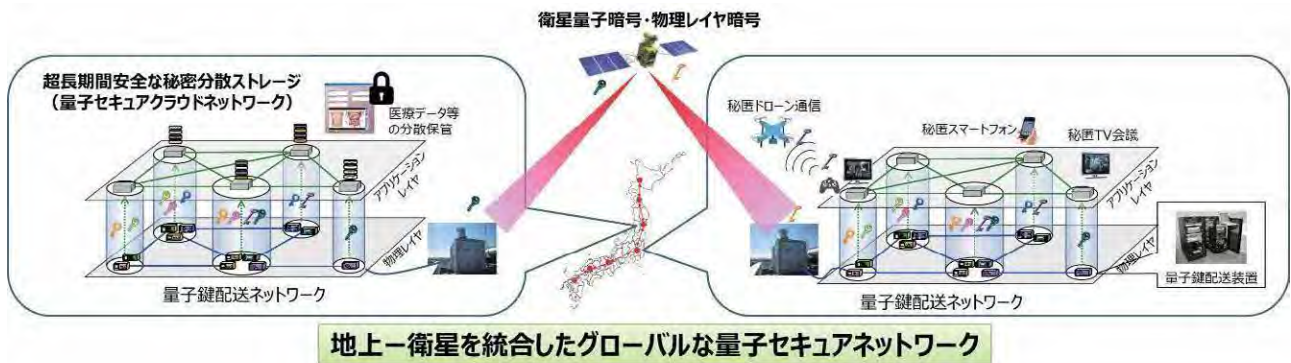 衛星量子暗号・物理レイヤ暗号
超長期間安全な秘密分散ストレージ
(量子セキュアクラウドネットワーク)
医療データ等
の分散保管
アプリケーション
レイヤ
物理レイヤ
量子鍵配送ネットワーク
秘匿ドローン通信
秘匿スマートフォン
秘匿TV会議
アプリケーション
レイヤ
物理レイヤ
量子鍵配送装置
量子鍵配送ネットワーク
地上ー衛星を統合したグローバルな量子セキュアネットワーク